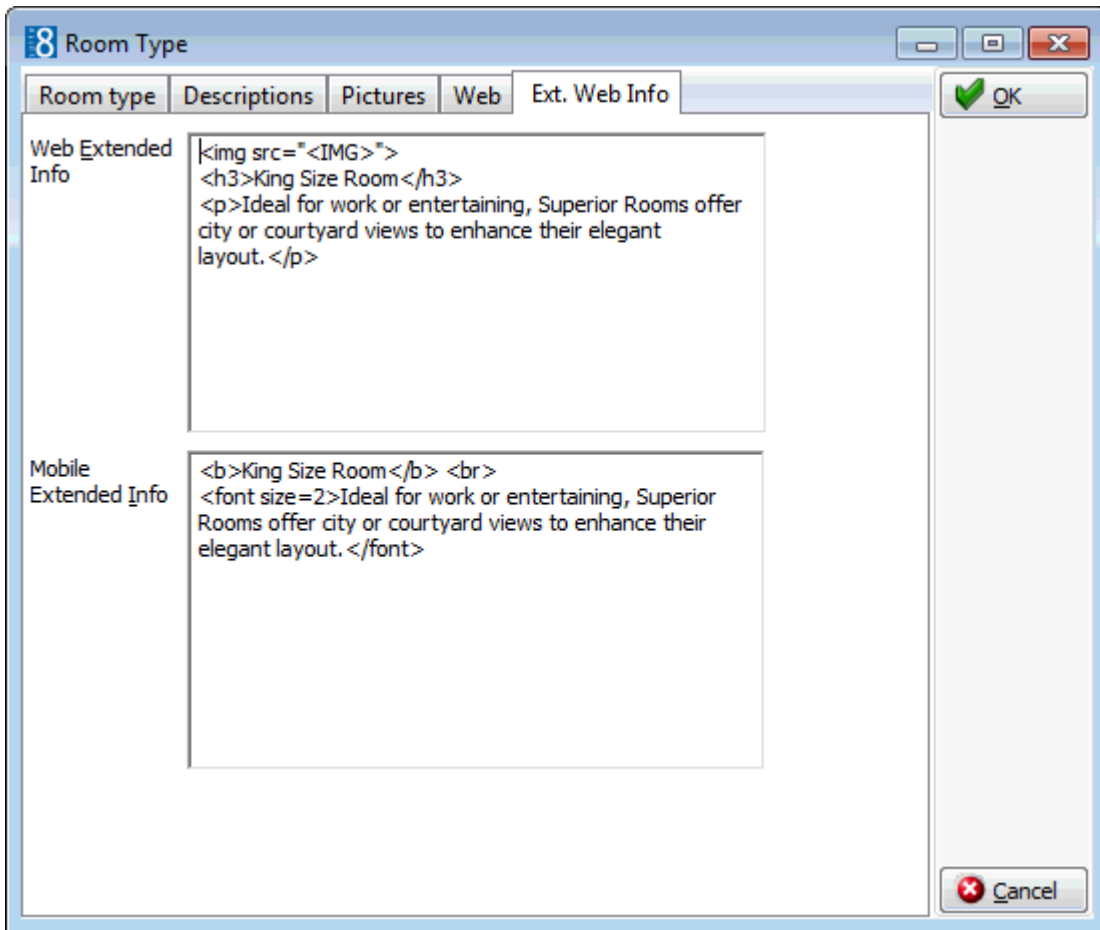 8 Room Type
Room type Descriptions Pictures Web Ext. Web Info
OK
Web Extended
Info
<img src="<IMG>">
<h3>King Size Room</h3>
<p>Ideal for work or entertaining, Superior Rooms offer
city or courtyard views to enhance their elegant
layout.</p>
Mobile
Extended Info
<b>King Size Room</b> <br>
<font size=2>Ideal for work or entertaining, Superior
Rooms offer city or courtyard views to enhance their
elegant layout.</font>
Cancel